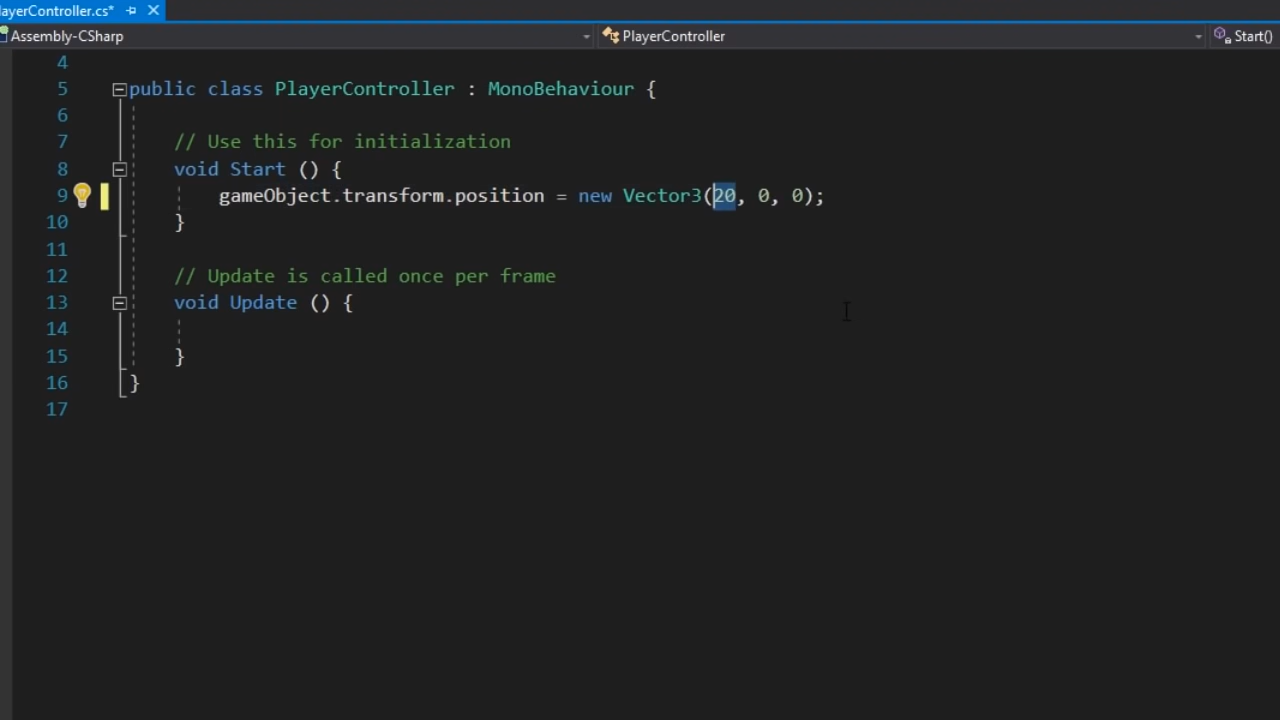 layerController.cs*
Assembly-CSharp PlayerController Start()
4
5 public class PlayerController : MonoBehaviour {
6
7 // Use this for initialization
8 void Start () {
9 gameObject.transform.position = new Vector3(20, 0, 0);
10 }
11
12 // Update is called once per frame
13 void Update () {
14
15 }
16 }
17